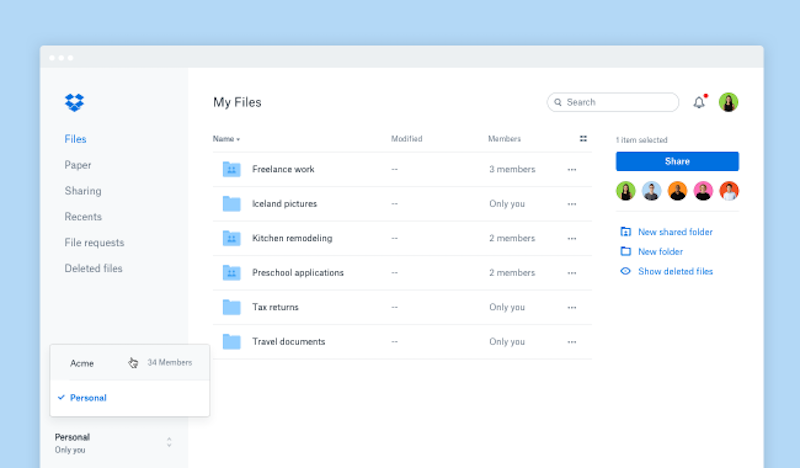 My Files
Search
Files
Paper
Sharing
Recents
File requests
Deleted files
Name
Modified
Members
Freelance work -- 3 members
Iceland pictures -- Only you
Kitchen remodeling -- 2 members
Preschool applications -- 2 members
Tax returns -- Only you
Travel documents -- Only you
1 item selected
Share
New shared folder
New folder
Show deleted files
Acme 34 Members
Personal
Personal
Only you